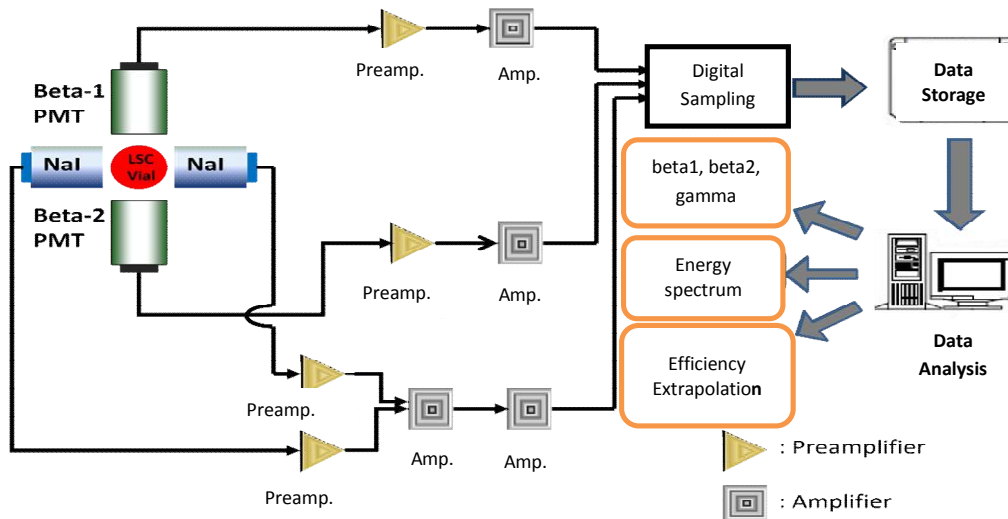 Preamp.
Amp.
Digital
Sampling
Data
Storage
Beta-1
PMT
NaI
LSC
Vial
NaI
Beta-2
PMT
beta1, beta2,
gamma
Preamp.
Amp.
Energy
spectrum
Data
Analysis
Efficiency
Extrapolation
Preamp.
Amp.
Amp.
Preamp.
: Preamplifier
: Amplifier